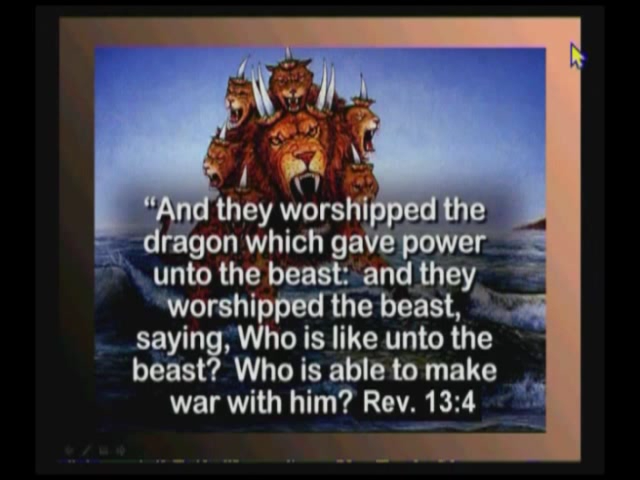 “And they worshipped the
dragon which gave power
unto the beast:  and they
worshipped the beast,
saying, Who is like unto the
beast?  Who is able to make
war with him? Rev. 13:4